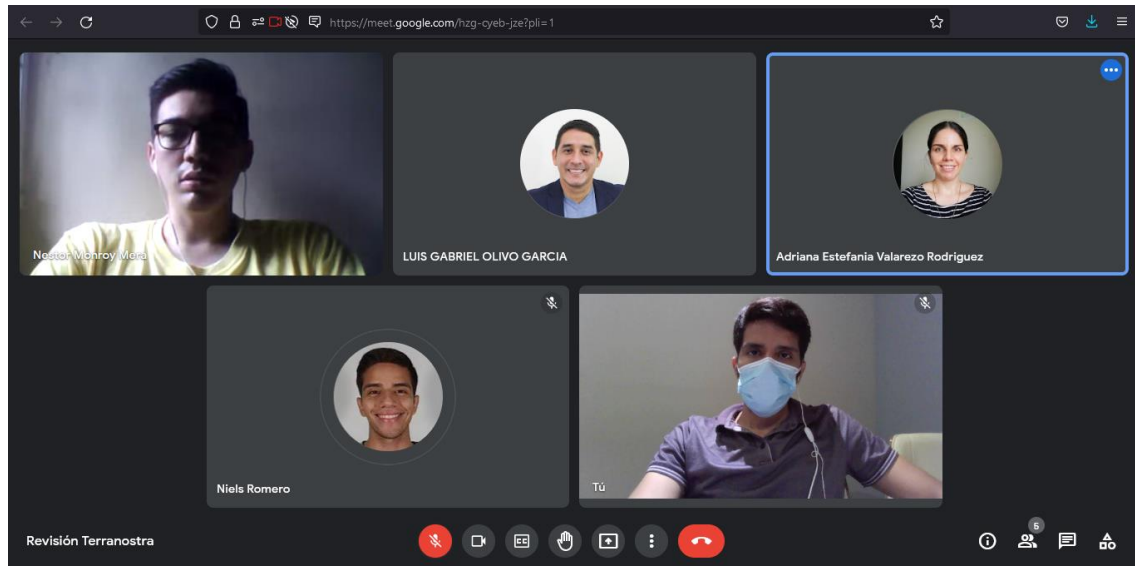 https://meet.google.com/hzg-cyeb-jze?pli=1
Nestor Monroy Mera
LUIS GABRIEL OLIVO GARCIA
Adriana Estefania Valarezo Rodriguez
Niels Romero
Tú
Revisión Terranostra
CC
5